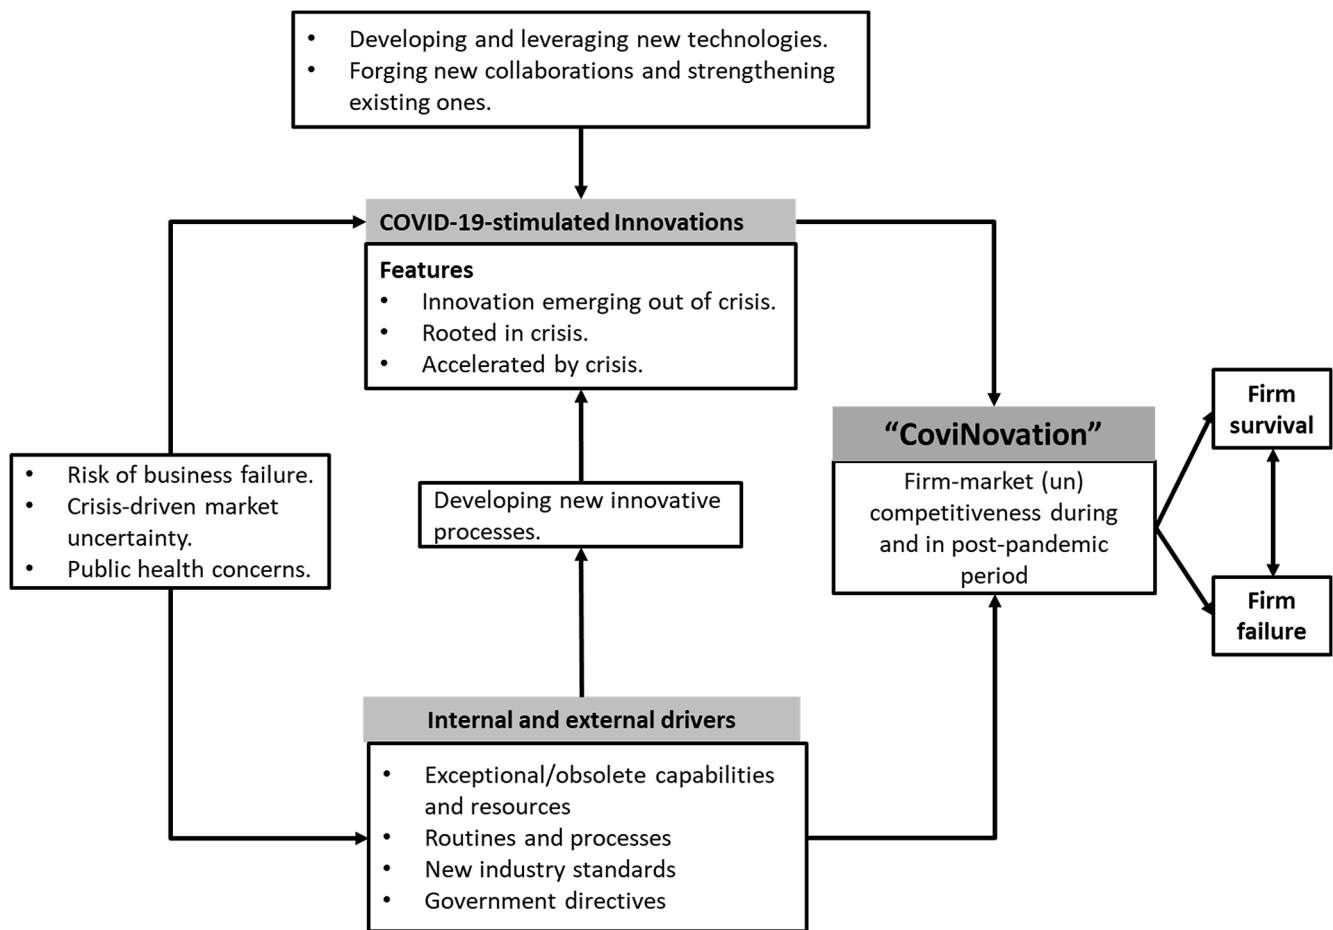 • Developing and leveraging new technologies.
• Forging new collaborations and strengthening
existing ones.
COVID-19-stimulated Innovations
Features
• Innovation emerging out of crisis.
• Rooted in crisis.
• Accelerated by crisis.
• Risk of business failure.
• Crisis-driven market
uncertainty.
• Public health concerns.
Developing new innovative
processes.
“CoviNovation”
Firm-market (un)
competitiveness during
and in post-pandemic
period
Firm
survival
Firm
failure
Internal and external drivers
• Exceptional/obsolete capabilities
and resources
• Routines and processes
• New industry standards
• Government directives